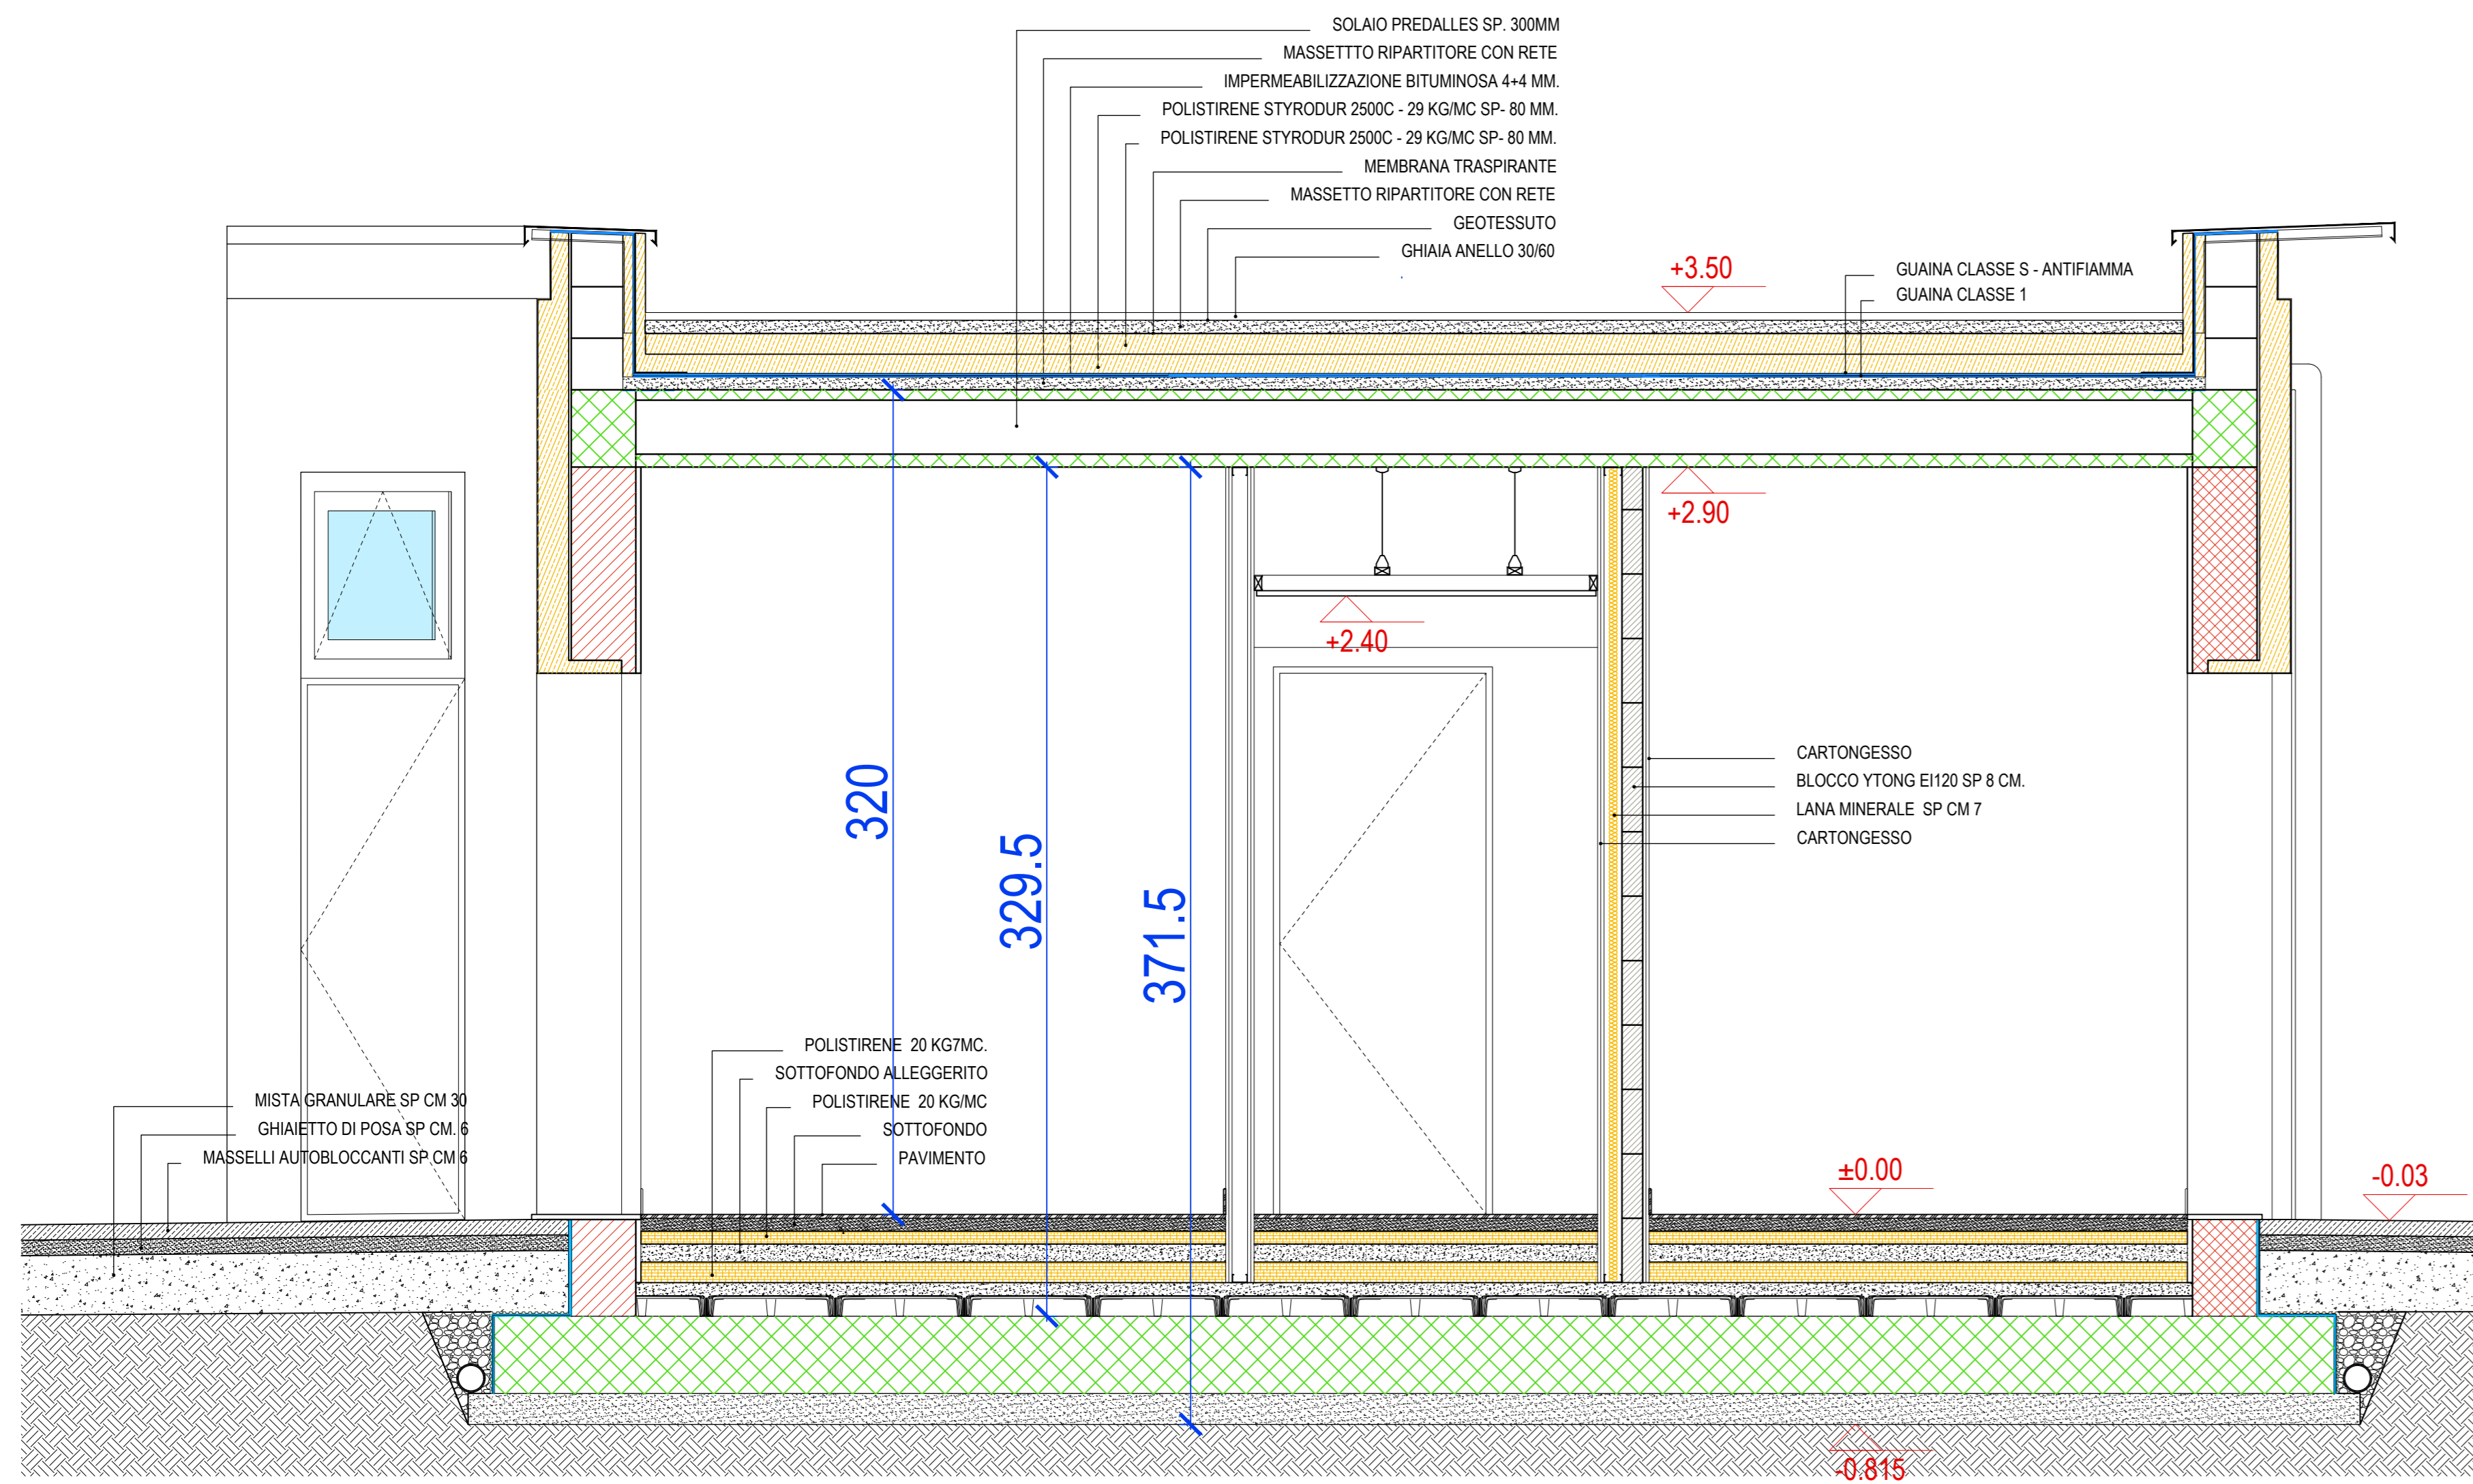 SOLAIO PREDALLES SP. 300MM
MASSETTTO RIPARTITORE CON RETE
IMPERMEABILIZZAZIONE BITUMINOSA 4+4 MM.
POLISTIRENE STYRODUR 2500C - 29 KG/MC SP- 80 MM.
POLISTIRENE STYRODUR 2500C - 29 KG/MC SP- 80 MM.
MEMBRANA TRASPIRANTE
MASSETTO RIPARTITORE CON RETE
GEOTESSUTO
GHIAIA ANELLO 30/60
+3.50
GUAINA CLASSE S - ANTIFIAMMA
GUAINA CLASSE 1
+2.90
+2.40
CARTONGESSO
BLOCCO YTONG EI120 SP 8 CM.
LANA MINERALE SP CM 7
CARTONGESSO
320
329.5
371.5
POLISTIRENE 20 KG7MC.
SOTTOFONDO ALLEGGERITO
POLISTIRENE 20 KG/MC
SOTTOFONDO
PAVIMENTO
MISTA GRANULARE SP CM 30
GHIAIETTO DI POSA SP CM. 6
MASSELLI AUTOBLOCCANTI SP CM 6
±0.00
-0.03
-0.815